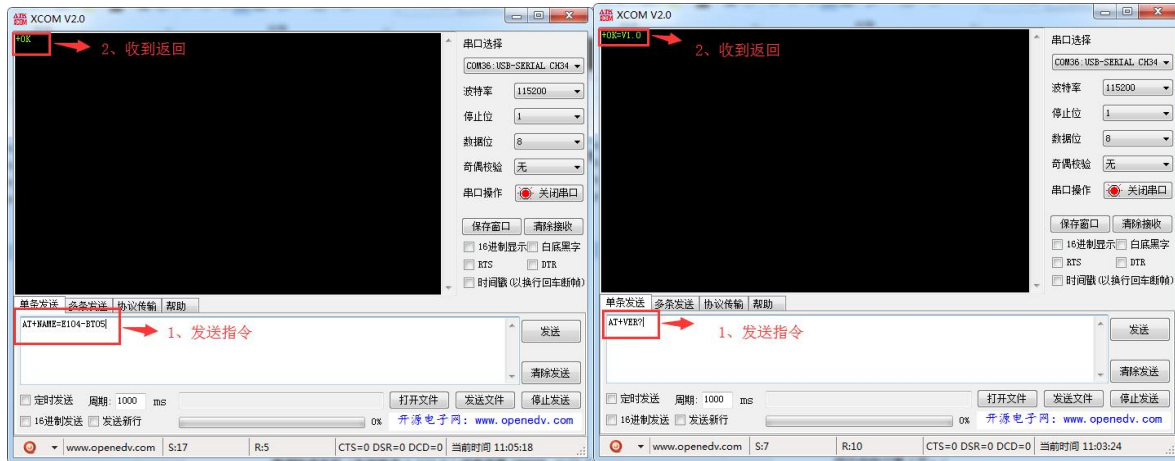 ATK
COM
XCOM V2.0
+OK
2、收到返回
串口选择
COM36:USB-SERIAL CH34
波特率
115200
停止位
1
数据位
8
奇偶校验
无
串口操作
关闭串口
保存窗口
清除接收
16进制显示
白底黑字
RTS
DTR
时间戳(以换行回车断帧)
单条发送
多条发送
协议传输
帮助
AT+NAME=E104-BT05
1、发送指令
发送
清除发送
定时发送
周期:
1000
ms
打开文件
发送文件
停止发送
16进制发送
发送新行
0%
开源电子网:www.openedv.com
www.openedv.com
S:17
R:5
CTS=0 DSR=0 DCD=0
当前时间 11:05:18
ATK
COM
XCOM V2.0
+OK=V1.0
2、收到返回
串口选择
COM36:USB-SERIAL CH34
波特率
115200
停止位
1
数据位
8
奇偶校验
无
串口操作
关闭串口
保存窗口
清除接收
16进制显示
白底黑字
RTS
DTR
时间戳(以换行回车断帧)
单条发送
多条发送
协议传输
帮助
AT+VER?
1、发送指令
发送
清除发送
定时发送
周期:
1000
ms
打开文件
发送文件
停止发送
16进制发送
发送新行
0%
开源电子网:www.openedv.com
www.openedv.com
S:7
R:10
CTS=0 DSR=0 DCD=0
当前时间 11:03:24